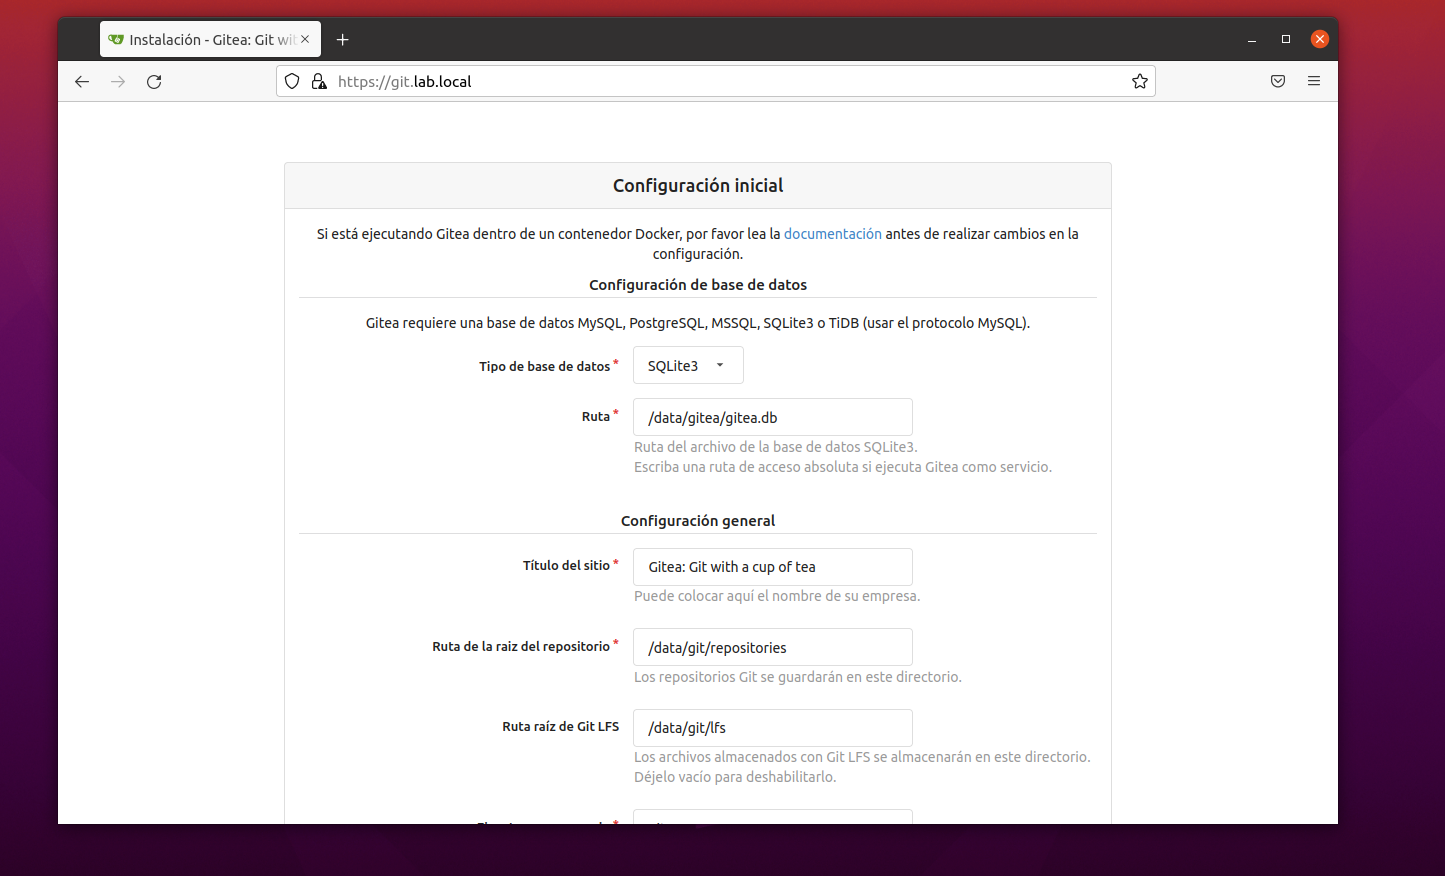 Instalación - Gitea: Git wit
https://git.lab.local
Configuración inicial
Si está ejecutando Gitea dentro de un contenedor Docker, por favor lea la documentación antes de realizar cambios en la
configuración.
Configuración de base de datos
Gitea requiere una base de datos MySQL, PostgreSQL, MSSQL, SQLite3 o TiDB (usar el protocolo MySQL).
Tipo de base de datos * SQLite3
Ruta * /data/gitea/gitea.db
Ruta del archivo de la base de datos SQLite3.
Escriba una ruta de acceso absoluta si ejecuta Gitea como servicio.
Configuración general
Título del sitio * Gitea: Git with a cup of tea
Puede colocar aquí el nombre de su empresa.
Ruta de la raiz del repositorio * /data/git/repositories
Los repositorios Git se guardarán en este directorio.
Ruta raíz de Git LFS /data/git/lfs
Los archivos almacenados con Git LFS se almacenarán en este directorio.
Déjelo vacío para deshabilitarlo.